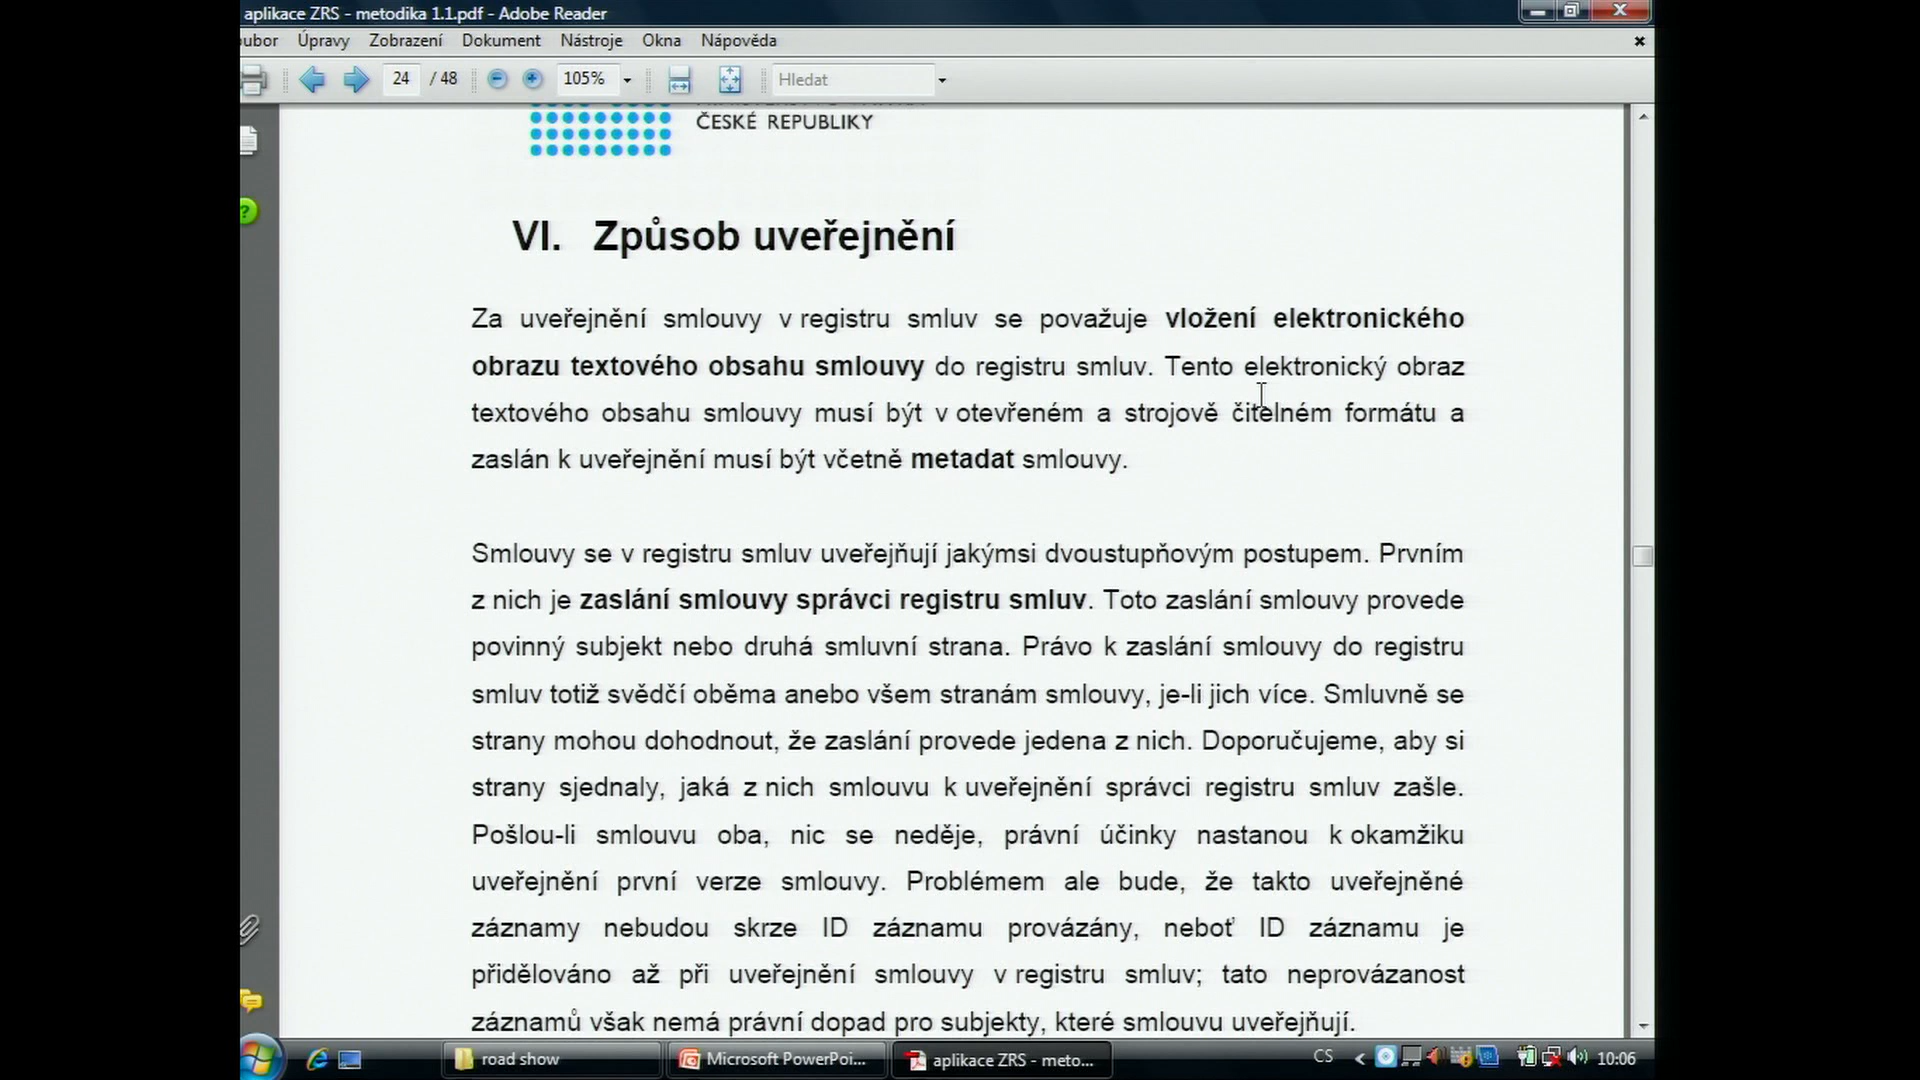 aplikace ZRS - metodika 1.1.pdf - Adobe Reader
oubor Úpravy Zobrazení Dokument Nástroje Okna Nápověda
24 / 48 105% Hledat
ČESKÉ REPUBLIKY
VI. Způsob uveřejnění
Za uveřejnění smlouvy v registru smluv se považuje vložení elektronického
obrazu textového obsahu smlouvy do registru smluv. Tento elektronický obraz
textového obsahu smlouvy musí být v otevřeném a strojově čitelném formátu a
zaslán k uveřejnění musí být včetně metadat smlouvy.
Smlouvy se v registru smluv uveřejňují jakýmsi dvoustupňovým postupem. Prvním
z nich je zaslání smlouvy správci registru smluv. Toto zaslání smlouvy provede
povinný subjekt nebo druhá smluvní strana. Právo k zaslání smlouvy do registru
smluv totiž svědčí oběma anebo všem stranám smlouvy, je-li jich více. Smluvně se
strany mohou dohodnout, že zaslání provede jedena z nich. Doporučujeme, aby si
strany sjednaly, jaká z nich smlouvu k uveřejnění správci registru smluv zašle.
Pošlou-li smlouvu oba, nic se neděje, právní účinky nastanou k okamžiku
uveřejnění první verze smlouvy. Problémem ale bude, že takto uveřejněné
záznamy nebudou skrze ID záznamu provázány, neboť ID záznamu je
přidělováno až při uveřejnění smlouvy v registru smluv; tato neprovázanost
záznamů však nemá právní dopad pro subjekty, které smlouvu uveřejňují.
road show Microsoft PowerPoi... aplikace ZRS - meto... CS 10:06